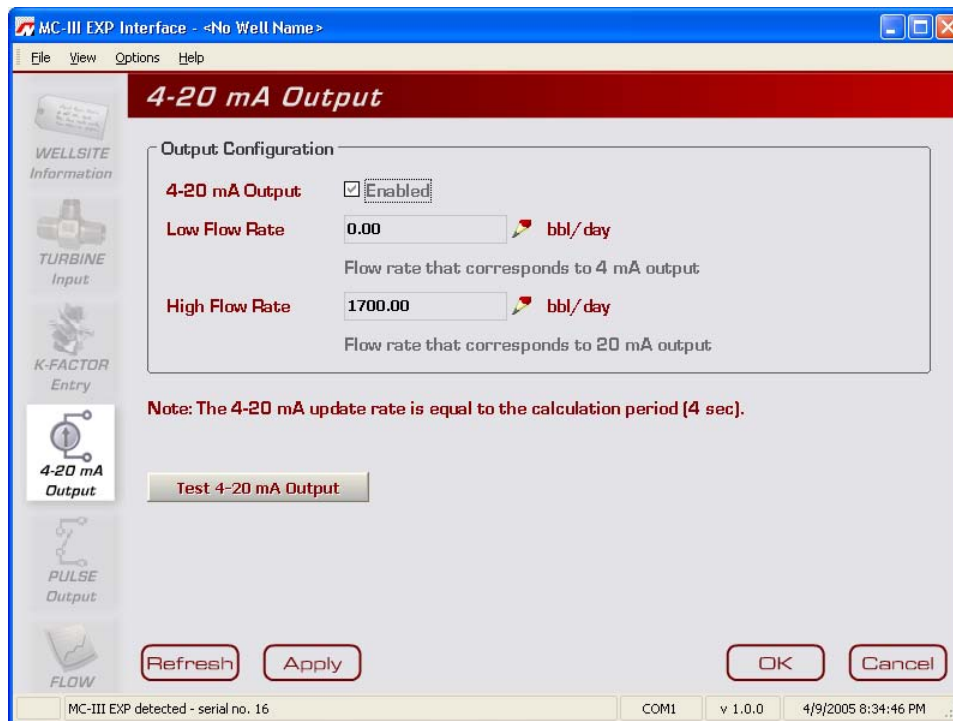 MC-III EXP Interface - <No Well Name>
File View Options Help
4-20 mA Output
WELLSITE
Information
TURBINE
Input
K-FACTOR
Entry
4-20 mA
Output
PULSE
Output
FLOW
Output Configuration
4-20 mA Output Enabled
Low Flow Rate 0.00 bbl/day
Flow rate that corresponds to 4 mA output
High Flow Rate 1700.00 bbl/day
Flow rate that corresponds to 20 mA output
Note: The 4-20 mA update rate is equal to the calculation period (4 sec).
Test 4-20 mA Output
Refresh Apply OK Cancel
MC-III EXP detected - serial no. 16 COM1 v 1.0.0 4/9/2005 8:34:46 PM